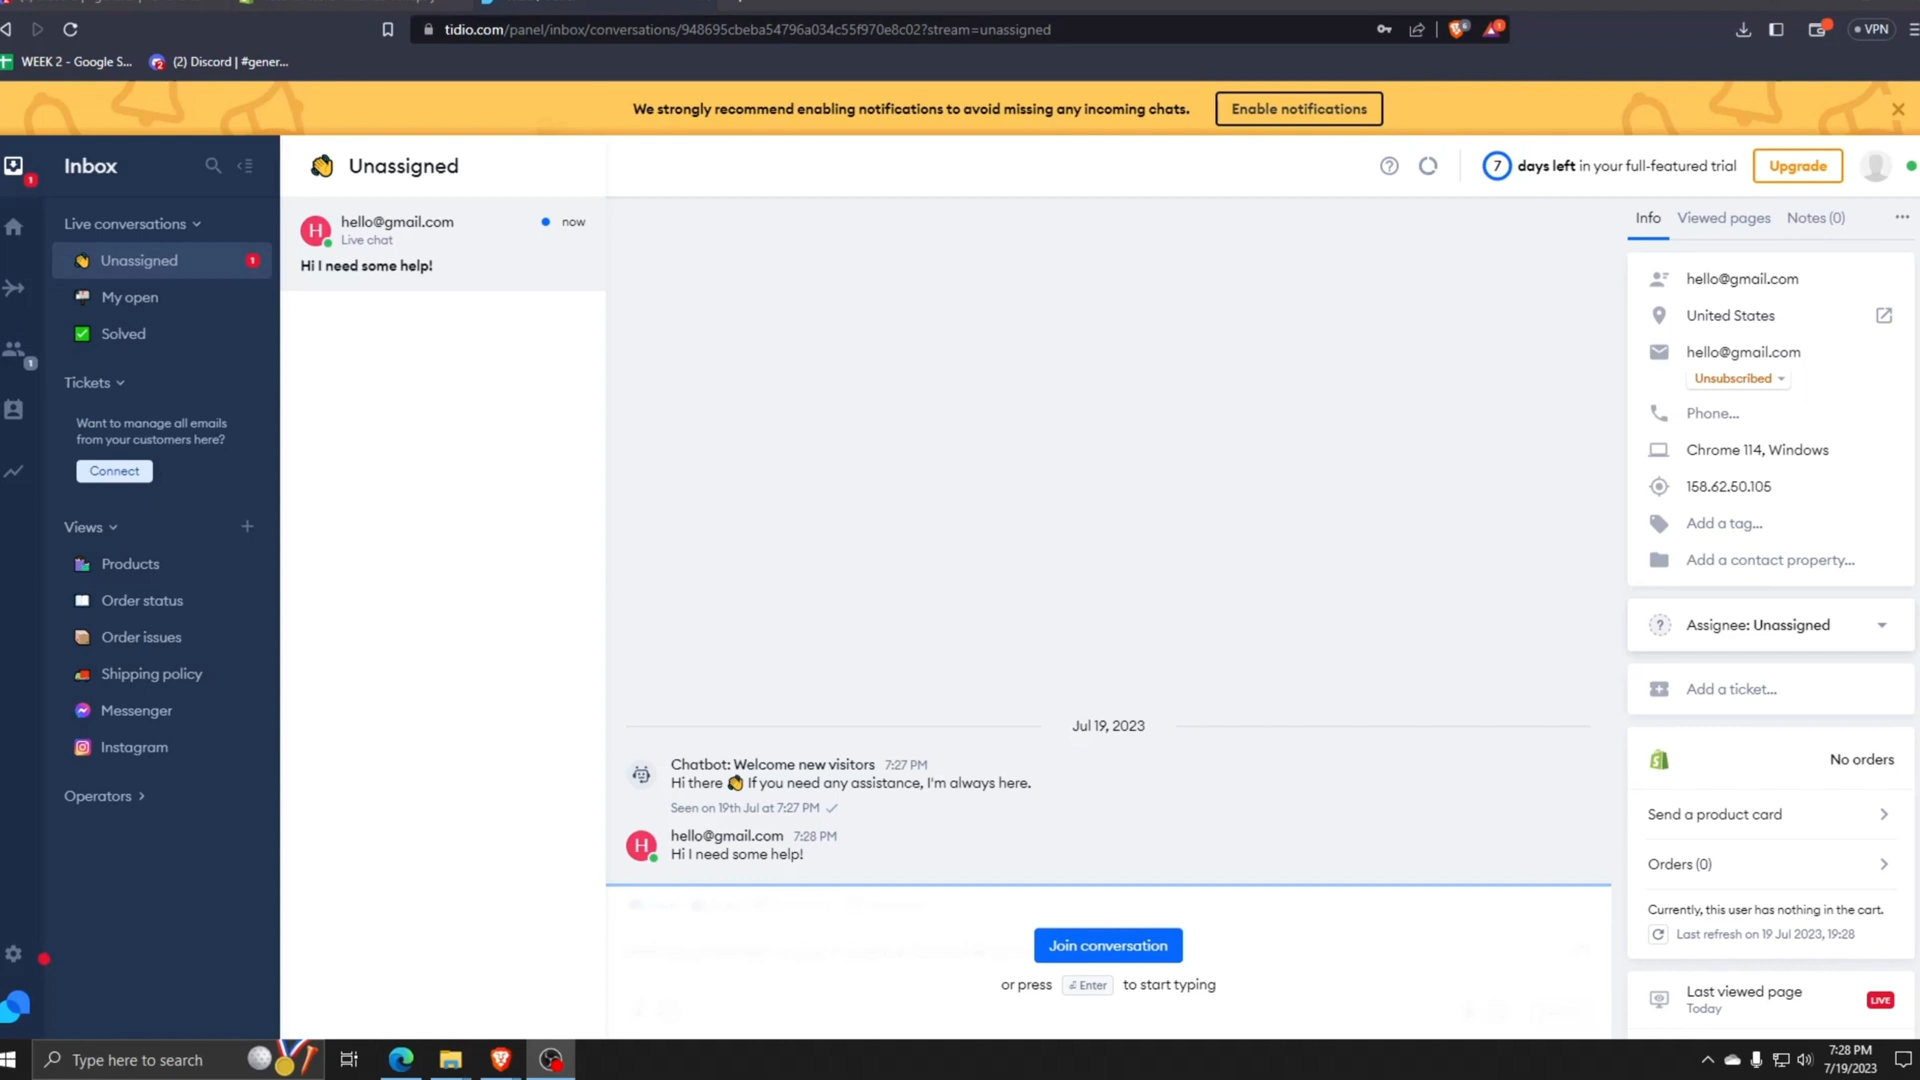 tidio.com/panel/inbox/conversations/948695cbeba54796a034c55f970e8c02?stream=unassigned
6
1
VPN
WEEK 2 - Google S...
(2) Discord | #gener...
We strongly recommend enabling notifications to avoid missing any incoming chats.
Enable notifications
1
Inbox
Unassigned
7
days left in your full-featured trial
Upgrade
Live conversations
Unassigned
1
My open
Solved
1
Tickets
Want to manage all emails
from your customers here?
Connect
Views
Products
Order status
Order issues
Shipping policy
Messenger
Instagram
Operators
H
hello@gmail.com
now
Live chat
Hi I need some help!
Jul 19, 2023
Chatbot: Welcome new visitors 7:27 PM
Hi there 👋 If you need any assistance, I'm always here.
Seen on 19th Jul at 7:27 PM
H
hello@gmail.com 7:28 PM
Hi I need some help!
Join conversation
or press Enter to start typing
Info
Viewed pages
Notes (0)
hello@gmail.com
United States
hello@gmail.com
Unsubscribed
Phone...
Chrome 114, Windows
158.62.50.105
Add a tag...
Add a contact property...
Assignee: Unassigned
Add a ticket...
No orders
Send a product card
Orders (0)
Currently, this user has nothing in the cart.
Last refresh on 19 Jul 2023, 19:28
Last viewed page
Today
LIVE
Type here to search
7:28 PM
7/19/2023